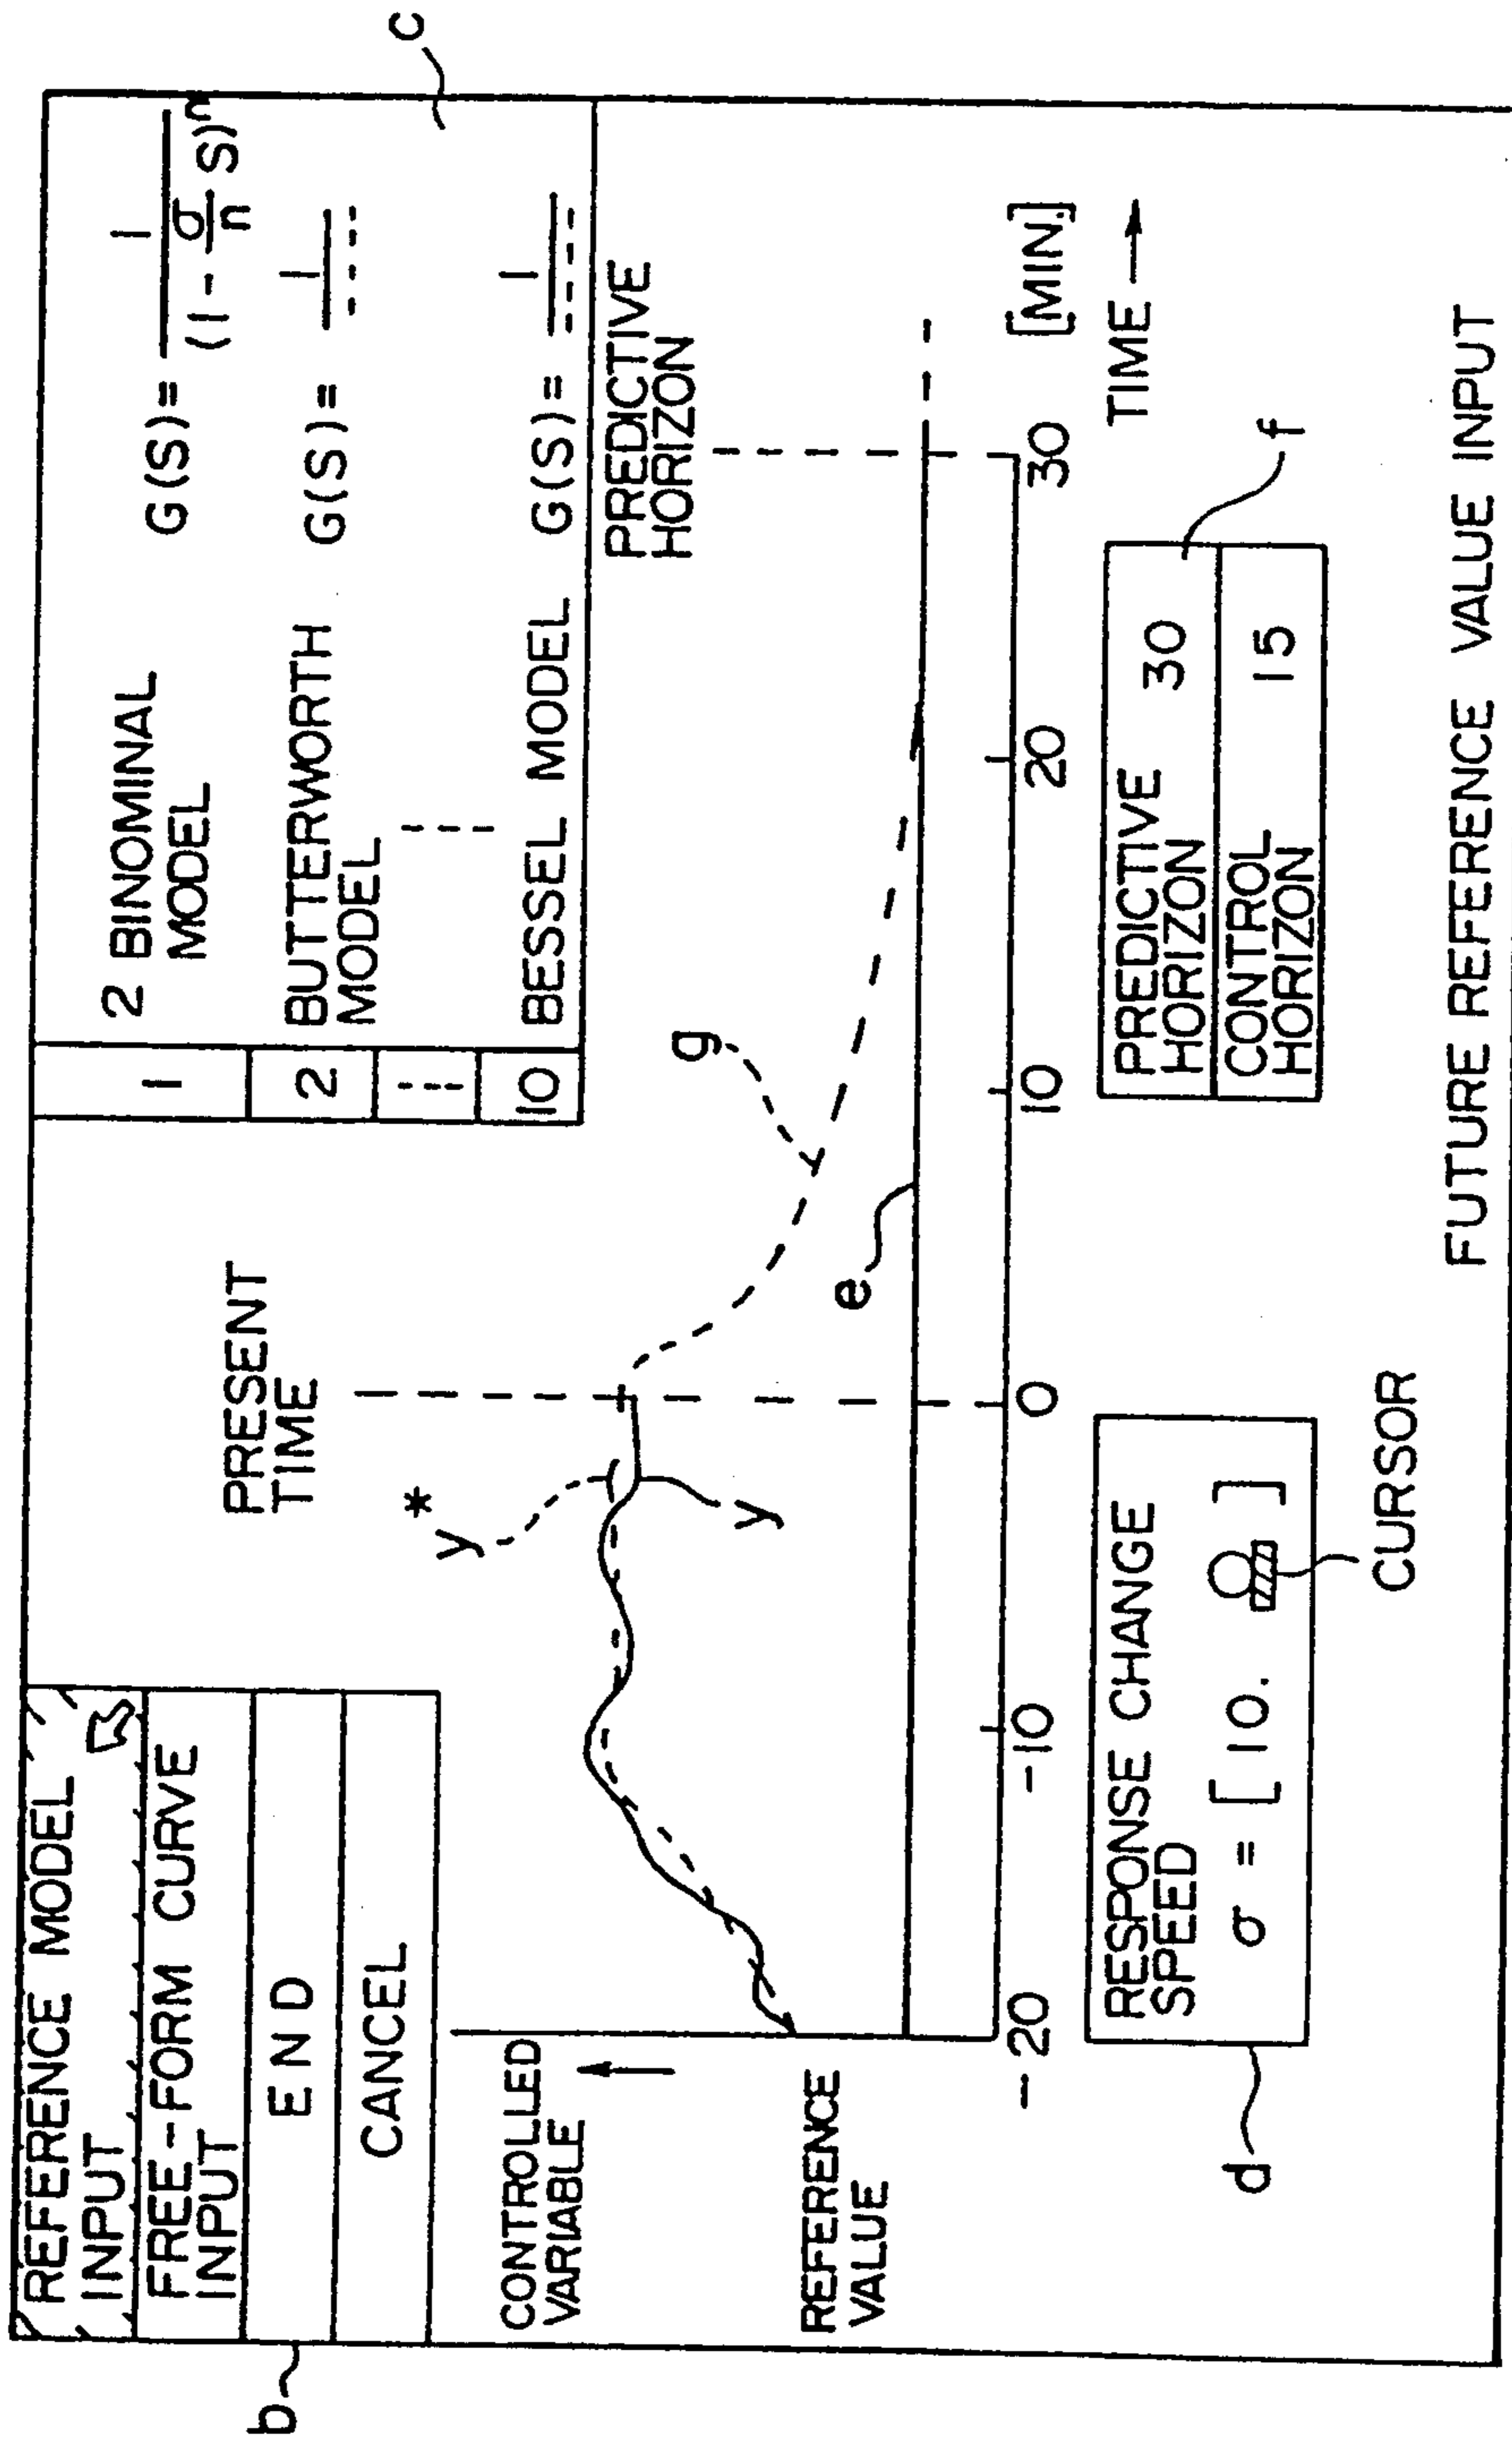 b
REFERENCE MODEL
INPUT
FREE-FORM CURVE
INPUT
END
CANCEL
1
2
10
2 BINOMINAL
MODEL
G(S)= 1 / (1 - σ/n S)^n
BUTTERWORTH
MODEL
G(S)= 1
BESSEL MODEL G(S)= 1
c
PRESENT
TIME
PREDICTIVE
HORIZON
CONTROLLED
VARIABLE
REFERENCE
VALUE
y*
y
g
e
-20
-10
0
10
20
30
[MIN.]
TIME
d
RESPONSE CHANGE
SPEED
σ = [10. 0 ]
CURSOR
PREDICTIVE
HORIZON 30
CONTROL
HORIZON 15
f
FUTURE REFERENCE VALUE INPUT